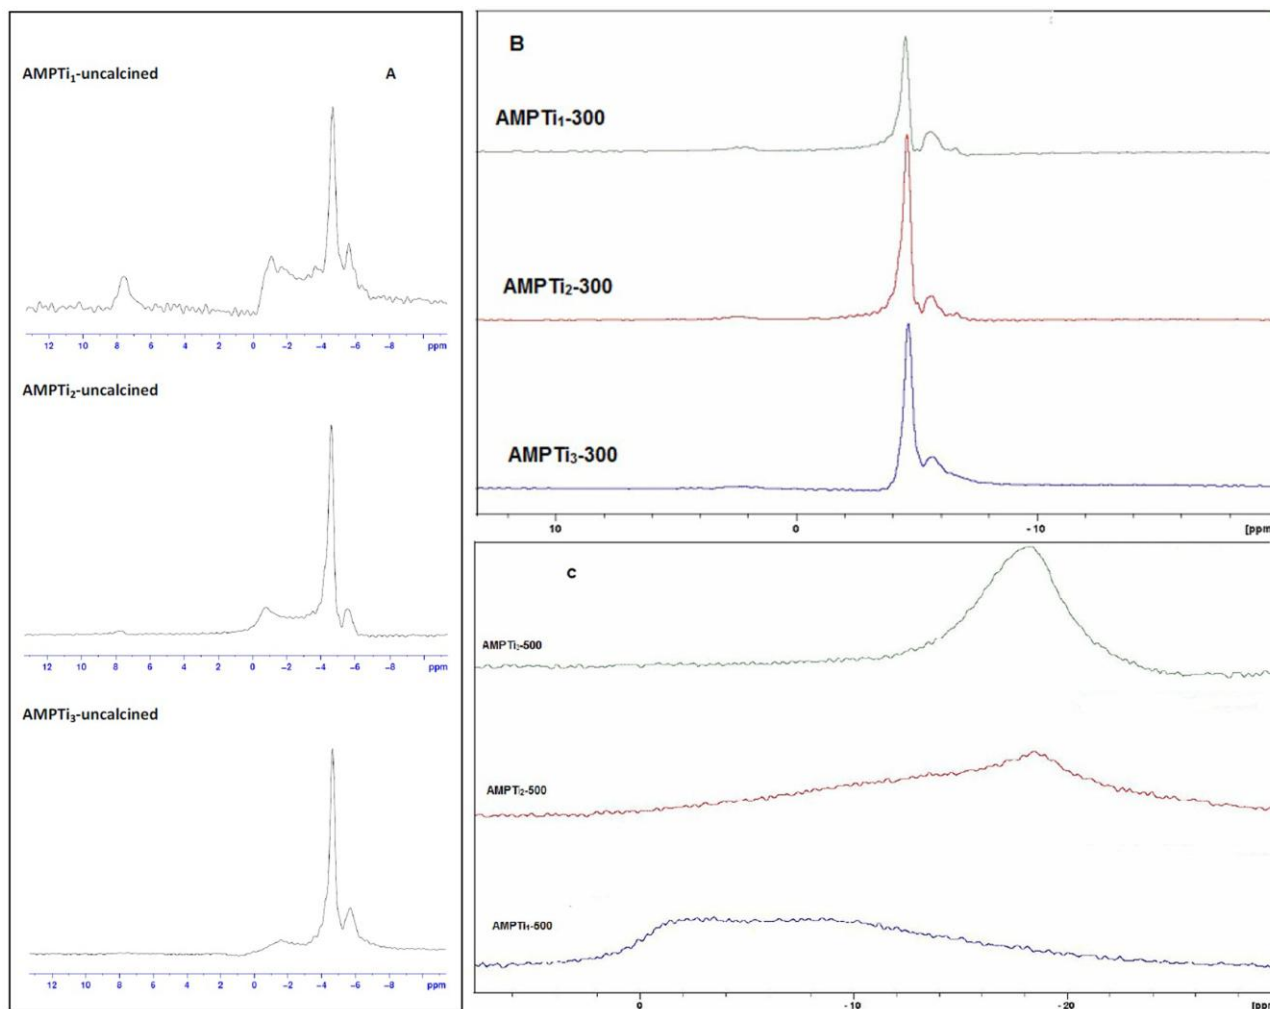 AMPTi₁-uncalcined A
12 10 8 6 4 2 0 -2 -4 -6 -8 ppm
AMPTi₂-uncalcined
12 10 8 6 4 2 0 -2 -4 -6 -8 ppm
AMPTi₃-uncalcined
12 10 8 6 4 2 0 -2 -4 -6 -8 ppm
B
AMPTi₁-300
AMPTi₂-300
AMPTi₃-300
10 0 -10 [ppm
C
AMPTi₃-500
AMPTi₂-500
AMPTi₁-500
0 -10 -20 [pp